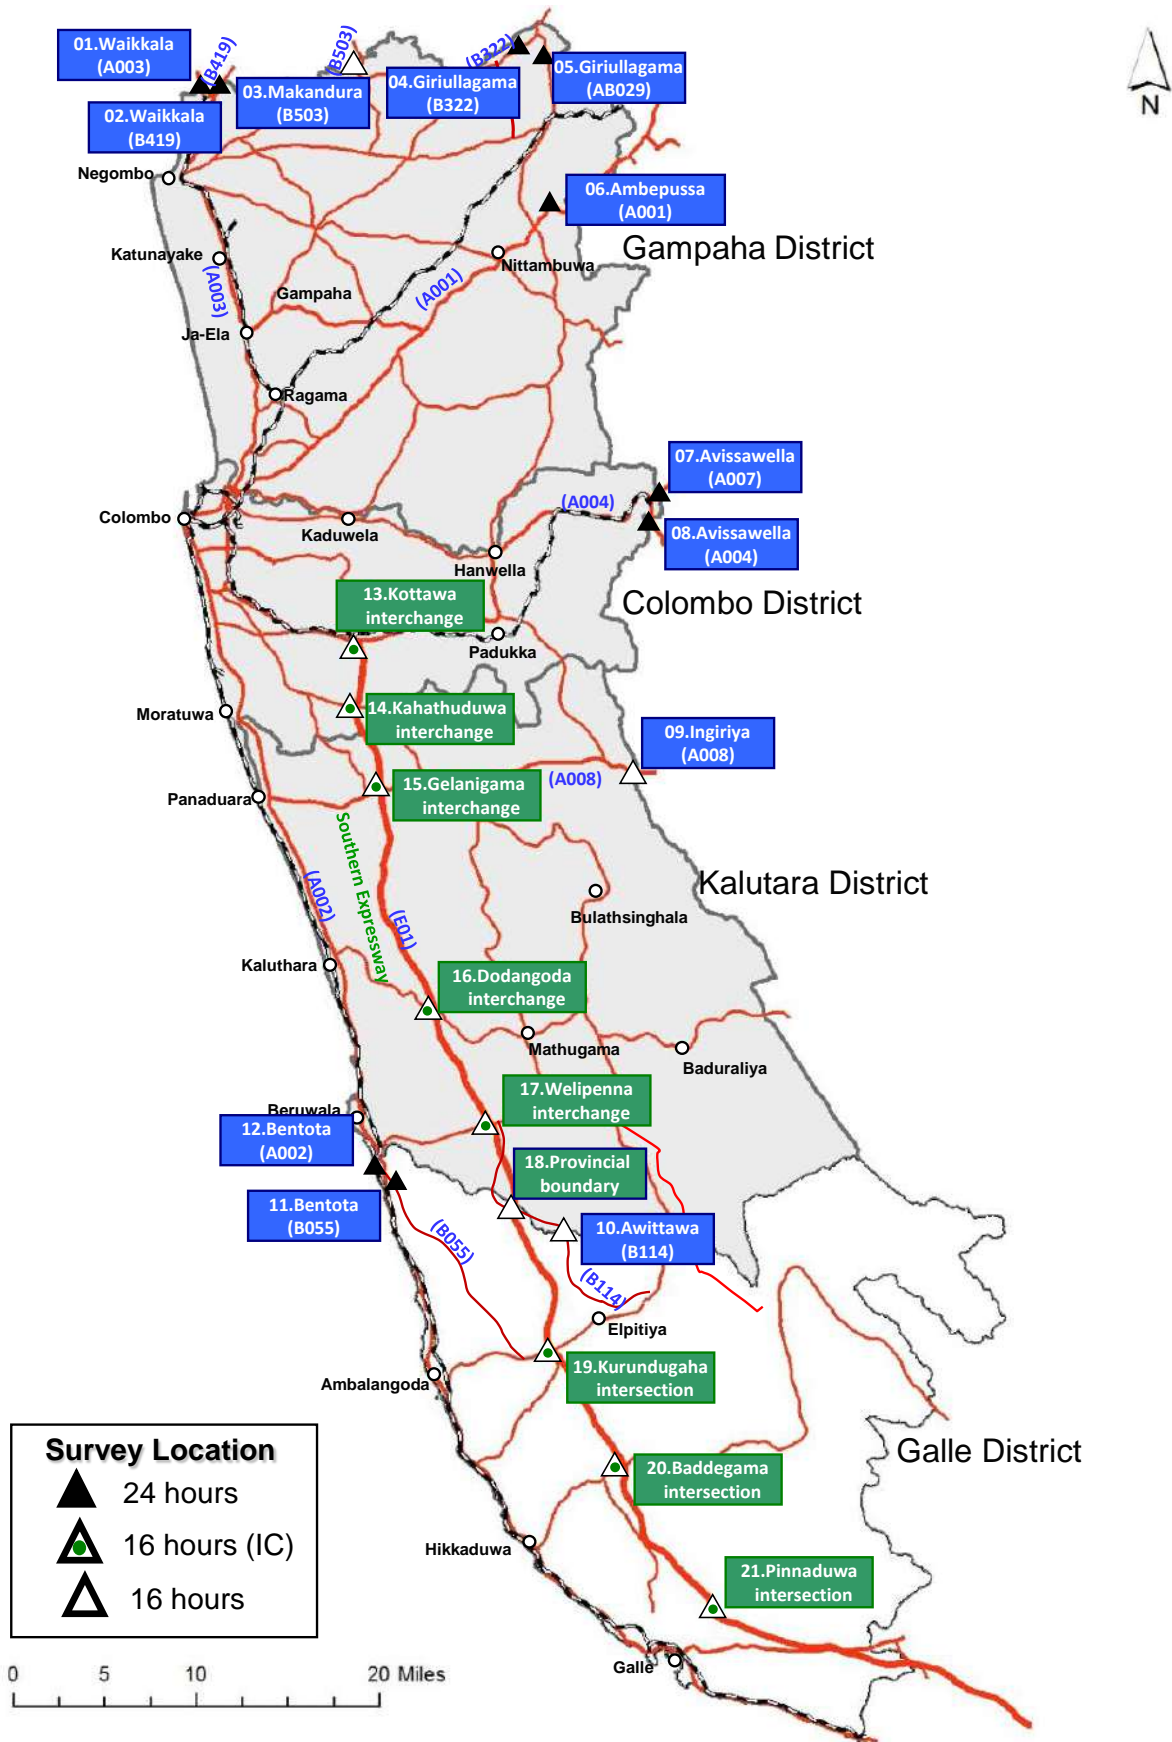 01.Waikkala
(A003)
(B419)
(B503)
(B322)
02.Waikkala
(B419)
03.Makandura
(B503)
04.Giriullagama
(B322)
05.Giriullagama
(AB029)
N
Negombo
06.Ambepussa
(A001)
Gampaha District
Katunayake
Nittambuwa
(A003)
Gampaha
(A001)
Ja-Ela
Ragama
07.Avissawella
(A007)
(A004)
Colombo
Kaduwela
08.Avissawella
(A004)
Hanwella
13.Kottawa
interchange
Colombo District
Padukka
Moratuwa
14.Kahathuduwa
interchange
09.Ingiriya
(A008)
(A008)
Panaduara
15.Gelanigama
interchange
Southern Expressway
(A002)
(E01)
Kalutara District
Bulathsinghala
Kaluthara
16.Dodangoda
interchange
Mathugama
Baduraliya
17.Welipenna
interchange
Beruwala
12.Bentota
(A002)
18.Provincial
boundary
11.Bentota
(B055)
10.Awittawa
(B114)
(B055)
(B114)
Elpitiya
19.Kurundugaha
intersection
Ambalangoda
Galle District
20.Baddegama
intersection
Survey Location
24 hours
16 hours (IC)
16 hours
Hikkaduwa
21.Pinnaduwa
intersection
Galle
0 5 10 20 Miles